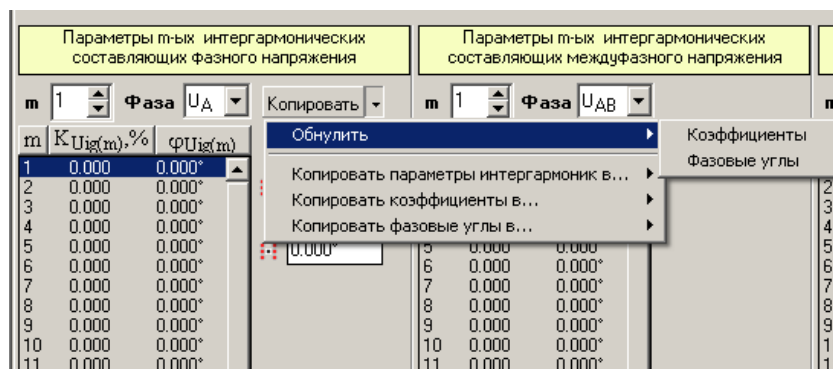 Параметры m-ых интергармонических
составляющих фазного напряжения
Параметры m-ых интергармонических
составляющих междуфазного напряжения
m 1 Фаза UA Копировать
m 1 Фаза UAB
m KUig(m),% φUig(m)
Обнулить
Коэффициенты
Фазовые углы
Копировать параметры интергармоник в...
Копировать коэффициенты в...
Копировать фазовые углы в...
1 0.000 0.000°
2 0.000 0.000°
3 0.000 0.000°
4 0.000 0.000°
5 0.000 0.000°
6 0.000 0.000°
7 0.000 0.000°
8 0.000 0.000°
9 0.000 0.000°
10 0.000 0.000°
11 0.000 0.000°
0.000°
5 0.000 0.000°
6 0.000 0.000°
7 0.000 0.000°
8 0.000 0.000°
9 0.000 0.000°
10 0.000 0.000°
11 0.000 0.000°